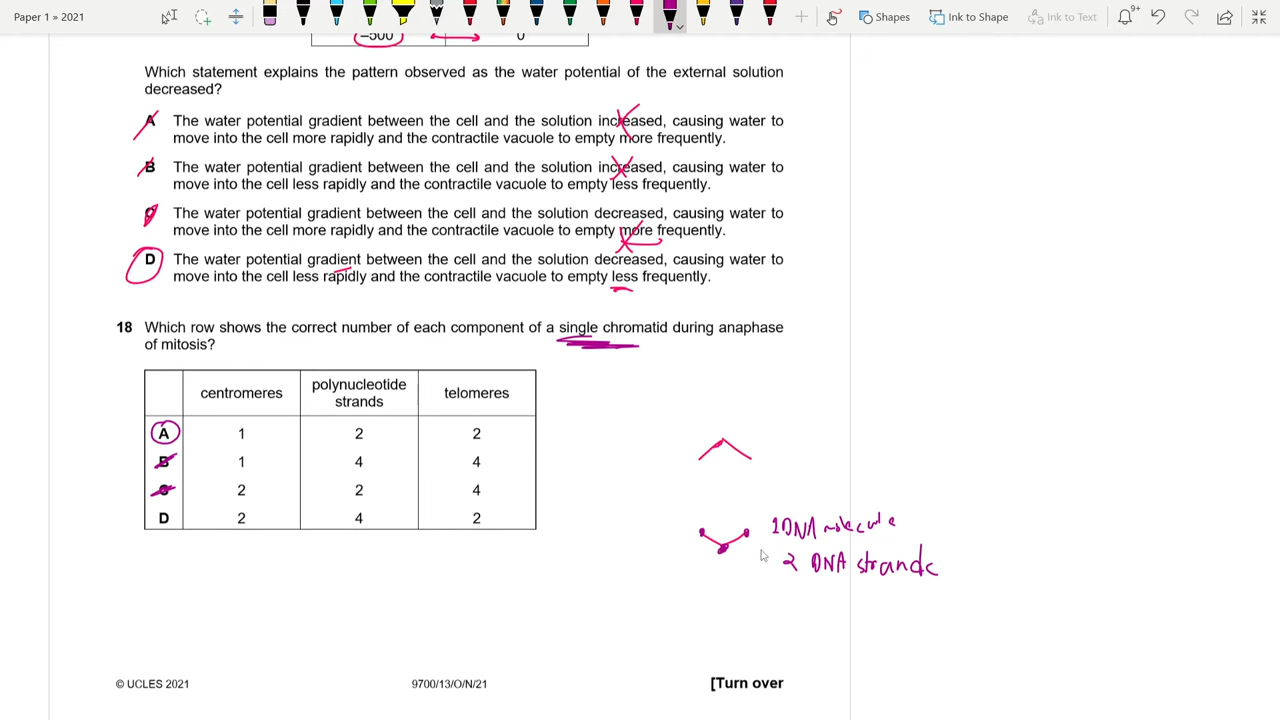 Paper 1 » 2021
Shapes
Ink to Shape
Ink to Text
9+
–500 0
Which statement explains the pattern observed as the water potential of the external solution
decreased?
A The water potential gradient between the cell and the solution increased, causing water to
move into the cell more rapidly and the contractile vacuole to empty more frequently.
B The water potential gradient between the cell and the solution increased, causing water to
move into the cell less rapidly and the contractile vacuole to empty less frequently.
C The water potential gradient between the cell and the solution decreased, causing water to
move into the cell more rapidly and the contractile vacuole to empty more frequently.
D The water potential gradient between the cell and the solution decreased, causing water to
move into the cell less rapidly and the contractile vacuole to empty less frequently.
18 Which row shows the correct number of each component of a single chromatid during anaphase
of mitosis?
centromeres polynucleotide strands telomeres
A 1 2 2
B 1 4 4
C 2 2 4
D 2 4 2
1 DNA molecule
2 DNA strands
© UCLES 2021 9700/13/O/N/21 [Turn over